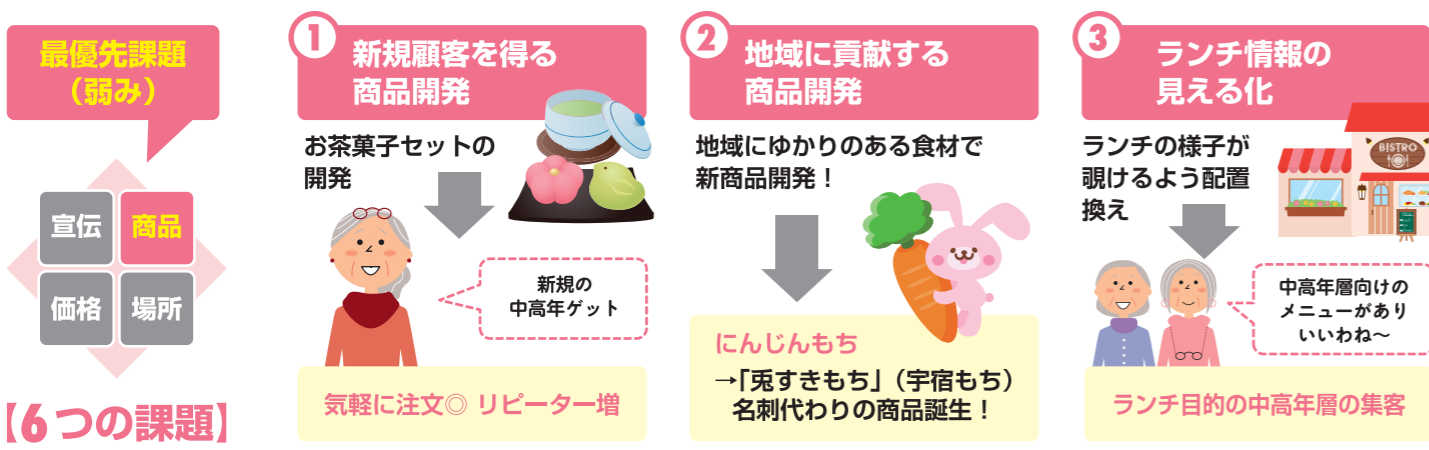 最優先課題
（弱み）
宣伝
商品
価格
場所
【6つの課題】
①
新規顧客を得る
商品開発
お茶菓子セットの
開発
新規の
中高年ゲット
気軽に注文◎ リピーター増
②
地域に貢献する
商品開発
地域にゆかりのある食材で
新商品開発！
にんじんもち
→「兎すきもち」（宇宿もち）
名刺代わりの商品誕生！
③
ランチ情報の
見える化
ランチの様子が
覗けるよう配置
換え
BISTRO
中高年層向けの
メニューがあり
いいわね～
ランチ目的の中高年層の集客